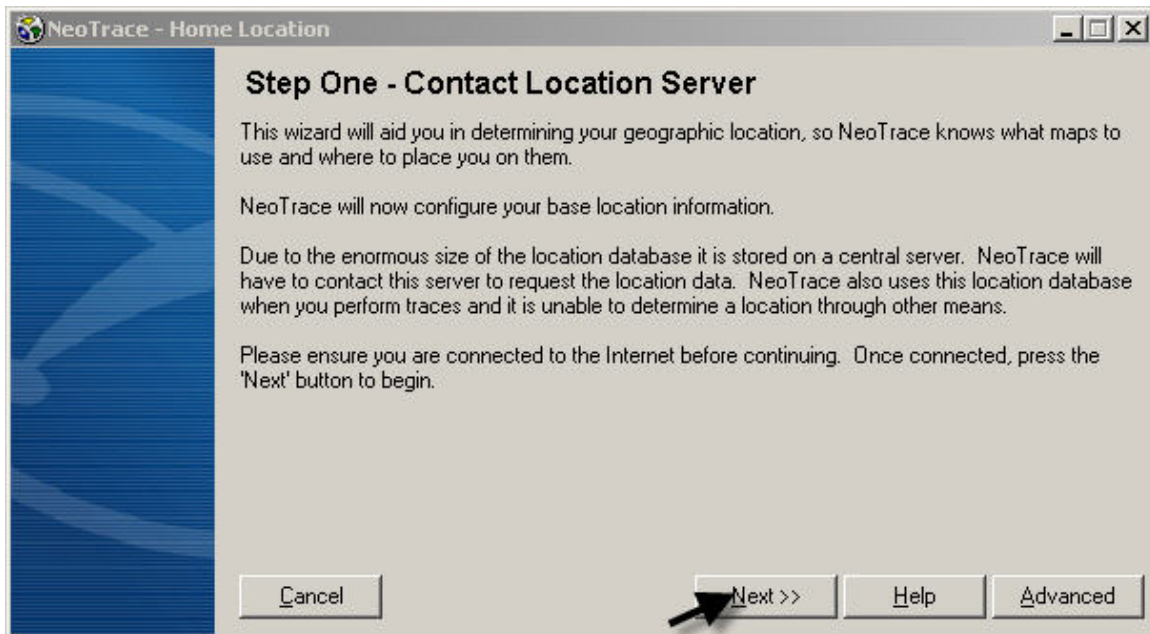 NeoTrace - Home Location
Step One - Contact Location Server
This wizard will aid you in determining your geographic location, so NeoTrace knows what maps to
use and where to place you on them.
NeoTrace will now configure your base location information.
Due to the enormous size of the location database it is stored on a central server.  NeoTrace will
have to contact this server to request the location data.  NeoTrace also uses this location database
when you perform traces and it is unable to determine a location through other means.
Please ensure you are connected to the Internet before continuing.  Once connected, press the
'Next' button to begin.
Cancel Next >> Help Advanced